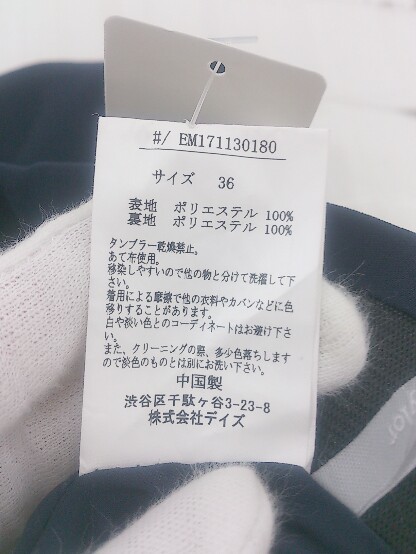 #/ EM171130180
サイズ 36
表地 ポリエステル 100%
裏地 ポリエステル 100%
タンブラー乾燥禁止。
あて布使用。
移染しやすいので他の物と分けて洗濯して下
さい。
着用による摩擦で他の衣料やカバンなどに色
移りすることがあります。
白や淡い色とのコーディネートはお避け下さ
い。
また、クリーニングの際、多少色落ちします
ので淡色のものとは別にお洗い下さい。
中国製
渋谷区千駄ヶ谷3-23-8
株式会社デイズ